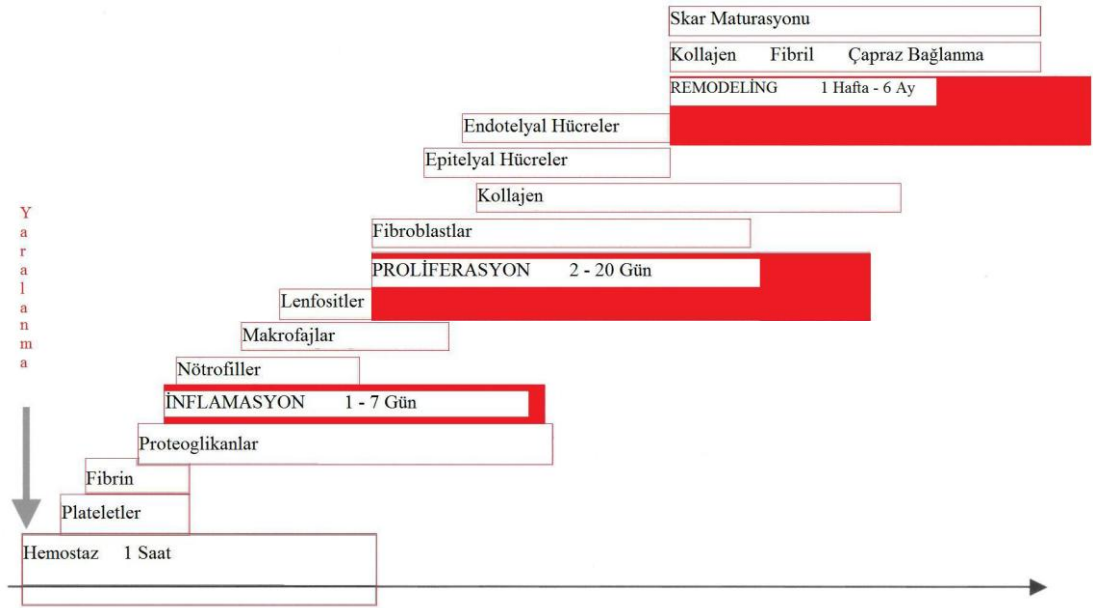 Skar Maturasyonu
Kollajen Fibril Çapraz Bağlanma
REMODELİNG 1 Hafta - 6 Ay
Endotelyal Hücreler
Epitelyal Hücreler
Kollajen
Yaralanma
Fibroblastlar
PROLİFERASYON 2 - 20 Gün
Lenfositler
Makrofajlar
Nötrofiller
İNFLAMASYON 1 - 7 Gün
Proteoglikanlar
Fibrin
Plateletler
Hemostaz 1 Saat